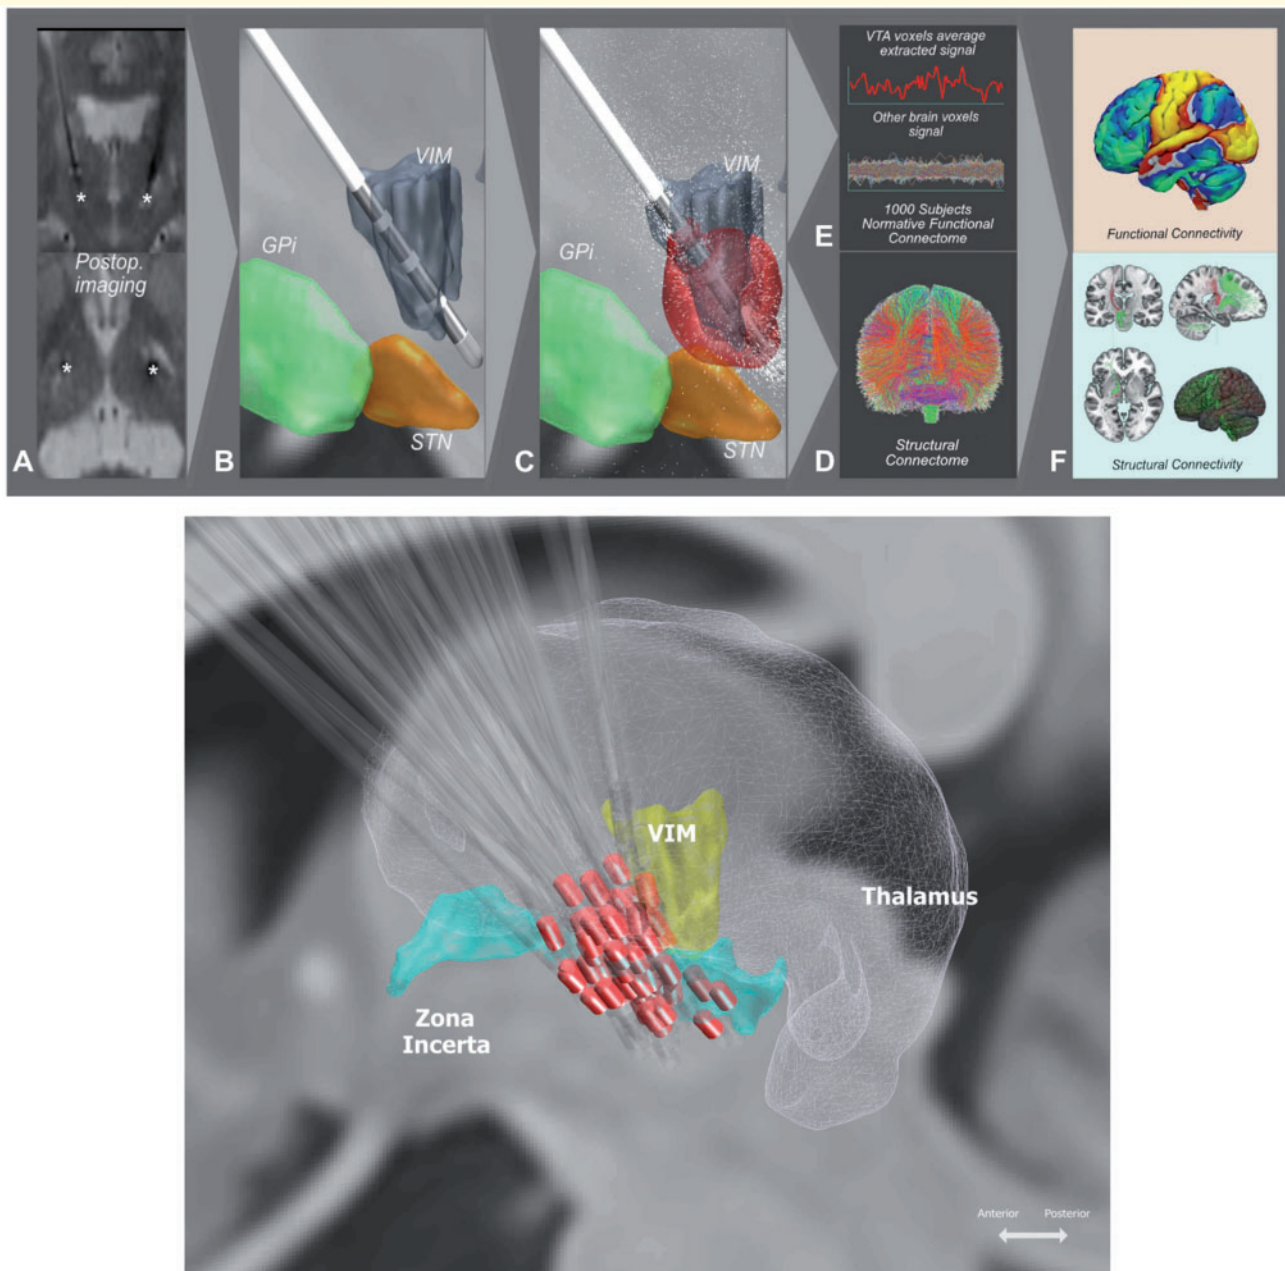 *
*
Postop.
imaging
*
*
A
VIM
GPi
STN
B
VIM
GPi
STN
C
VTA voxels average
extracted signal
Other brain voxels
signal
1000 Subjects
Normative Functional
Connectome
E
Structural
Connectome
D
Functional Connectivity
Structural Connectivity
F
VIM
Thalamus
Zona
Incerta
Anterior
Posterior